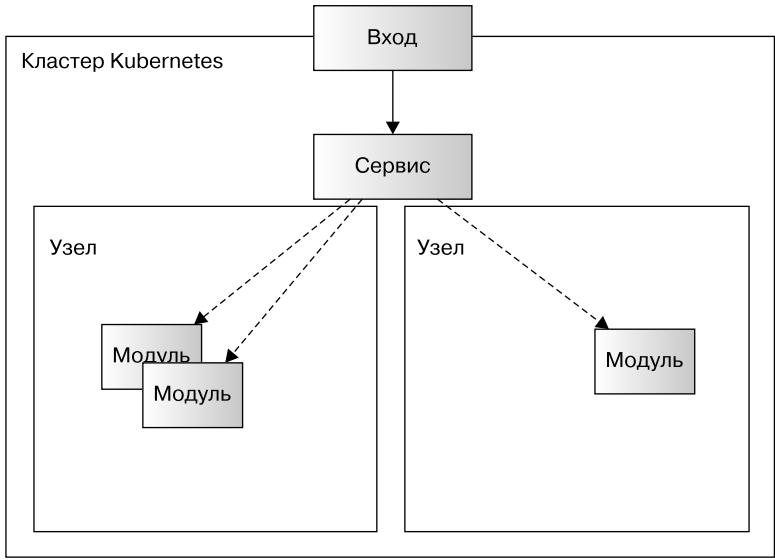 Вход
Кластер Kubernetes
Сервис
Узел
Узел
Модуль
Модуль
Модуль